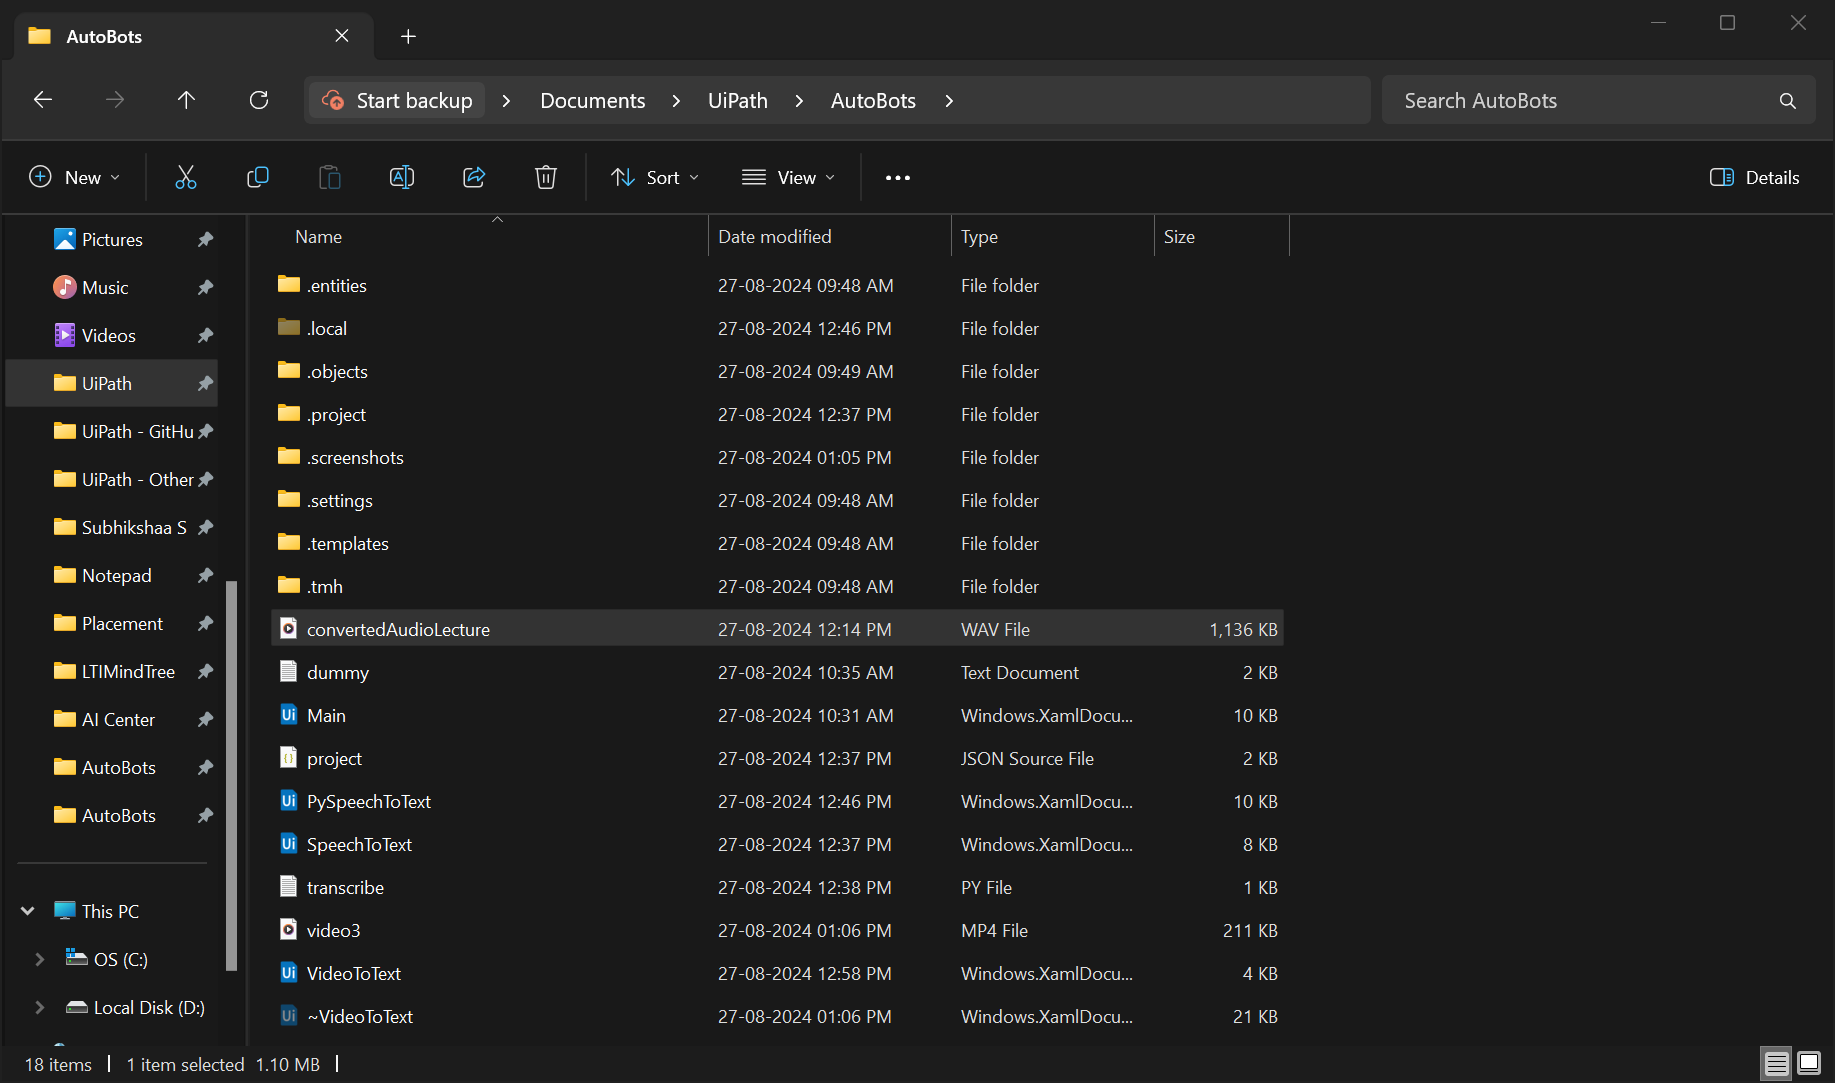 AutoBots
Start backup > Documents > UiPath > AutoBots >
Search AutoBots
New
Sort
View
Details
Pictures
Music
Videos
UiPath
UiPath - GitHu
UiPath - Other
Subhikshaa S
Notepad
Placement
LTIMindTree
AI Center
AutoBots
AutoBots
This PC
OS (C:)
Local Disk (D:)
Name Date modified Type Size
.entities 27-08-2024 09:48 AM File folder
.local 27-08-2024 12:46 PM File folder
.objects 27-08-2024 09:49 AM File folder
.project 27-08-2024 12:37 PM File folder
.screenshots 27-08-2024 01:05 PM File folder
.settings 27-08-2024 09:48 AM File folder
.templates 27-08-2024 09:48 AM File folder
.tmh 27-08-2024 09:48 AM File folder
convertedAudioLecture 27-08-2024 12:14 PM WAV File 1,136 KB
dummy 27-08-2024 10:35 AM Text Document 2 KB
Main 27-08-2024 10:31 AM Windows.XamlDocu... 10 KB
project 27-08-2024 12:37 PM JSON Source File 2 KB
PySpeechToText 27-08-2024 12:46 PM Windows.XamlDocu... 10 KB
SpeechToText 27-08-2024 12:37 PM Windows.XamlDocu... 8 KB
transcribe 27-08-2024 12:38 PM PY File 1 KB
video3 27-08-2024 01:06 PM MP4 File 211 KB
VideoToText 27-08-2024 12:58 PM Windows.XamlDocu... 4 KB
~VideoToText 27-08-2024 01:06 PM Windows.XamlDocu... 21 KB
18 items 1 item selected 1.10 MB